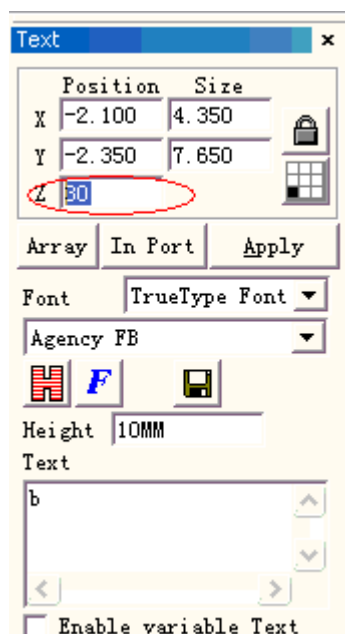 Text
Position Size
X -2.100 4.350
Y -2.350 7.650
Z 80
Array In Port Apply
Font TrueType Font
Agency FB
F
Height 10MM
Text
b
Enable variable Text